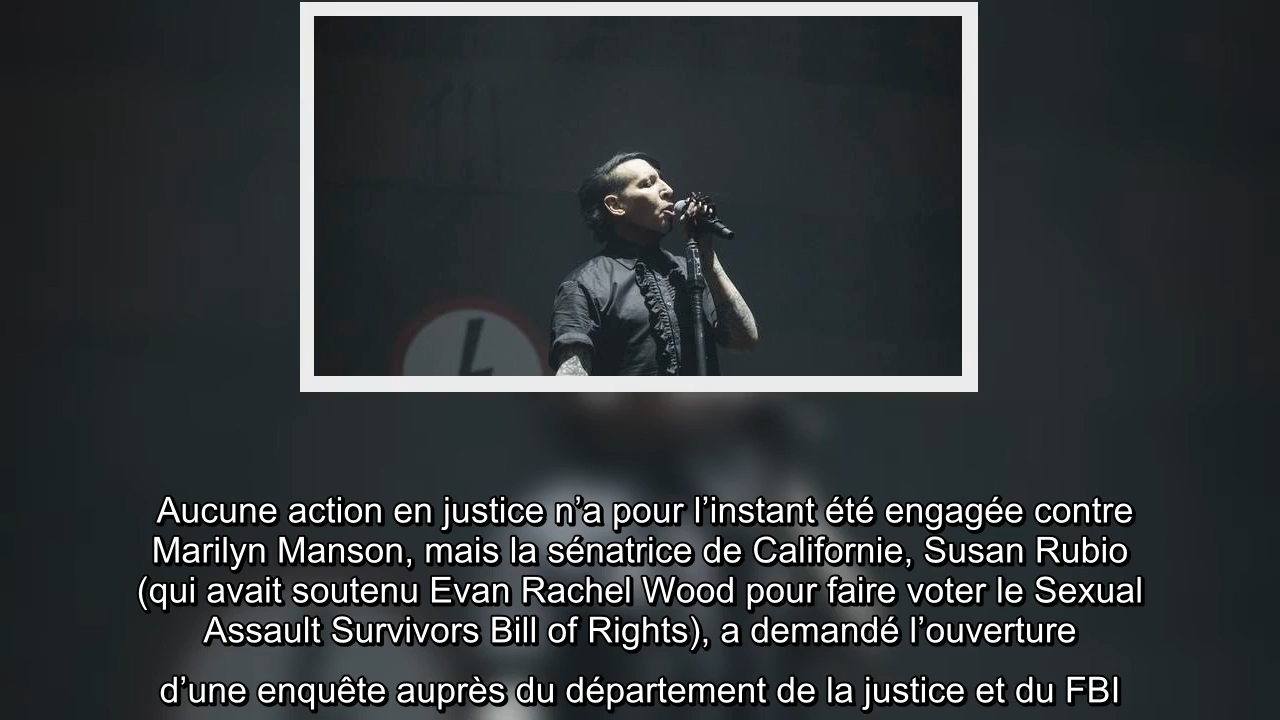 Aucune action en justice n’a pour l’instant été engagée contre
Marilyn Manson, mais la sénatrice de Californie, Susan Rubio
(qui avait soutenu Evan Rachel Wood pour faire voter le Sexual
Assault Survivors Bill of Rights), a demandé l’ouverture
d’une enquête auprès du département de la justice et du FBI